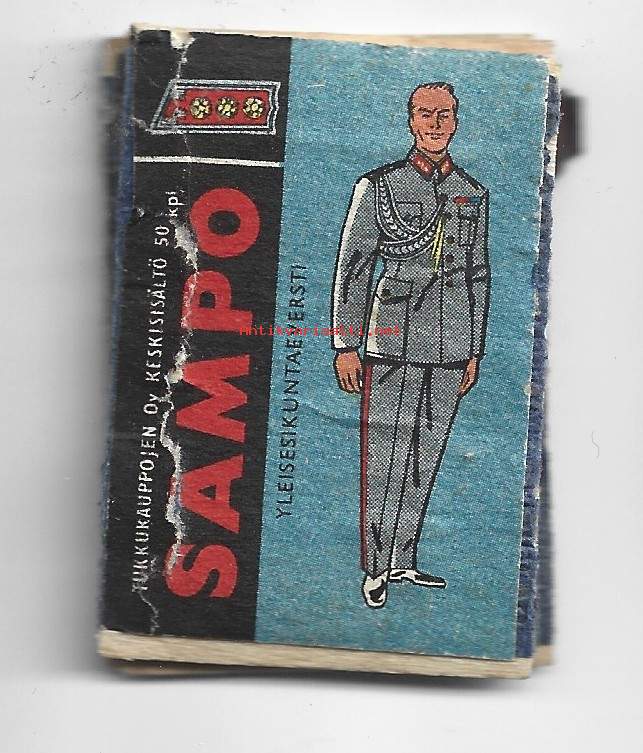 TUKKUKAUPPOJEN Oy KESKISISÄLTÖ 50 kpl
SAMPO
YLEISESIKUNTAEVERSTI
Antikvariaatti.net